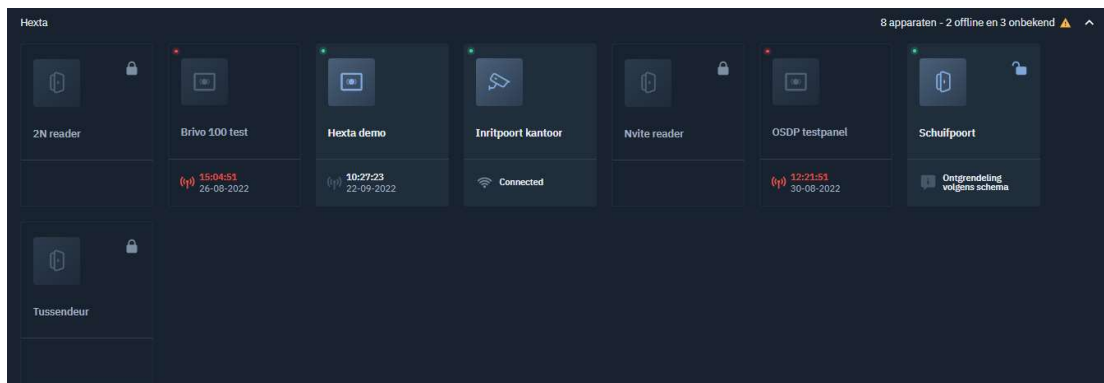 Hexta
8 apparaten - 2 offline en 3 onbekend
2N reader
Brivo 100 test
Hexta demo
Inritpoort kantoor
Nvite reader
OSDP testpanel
Schuifpoort
15:04:51
26-08-2022
10:27:23
22-09-2022
Connected
12:21:51
30-08-2022
Ontgrendeling
volgens schema
Tussendeur